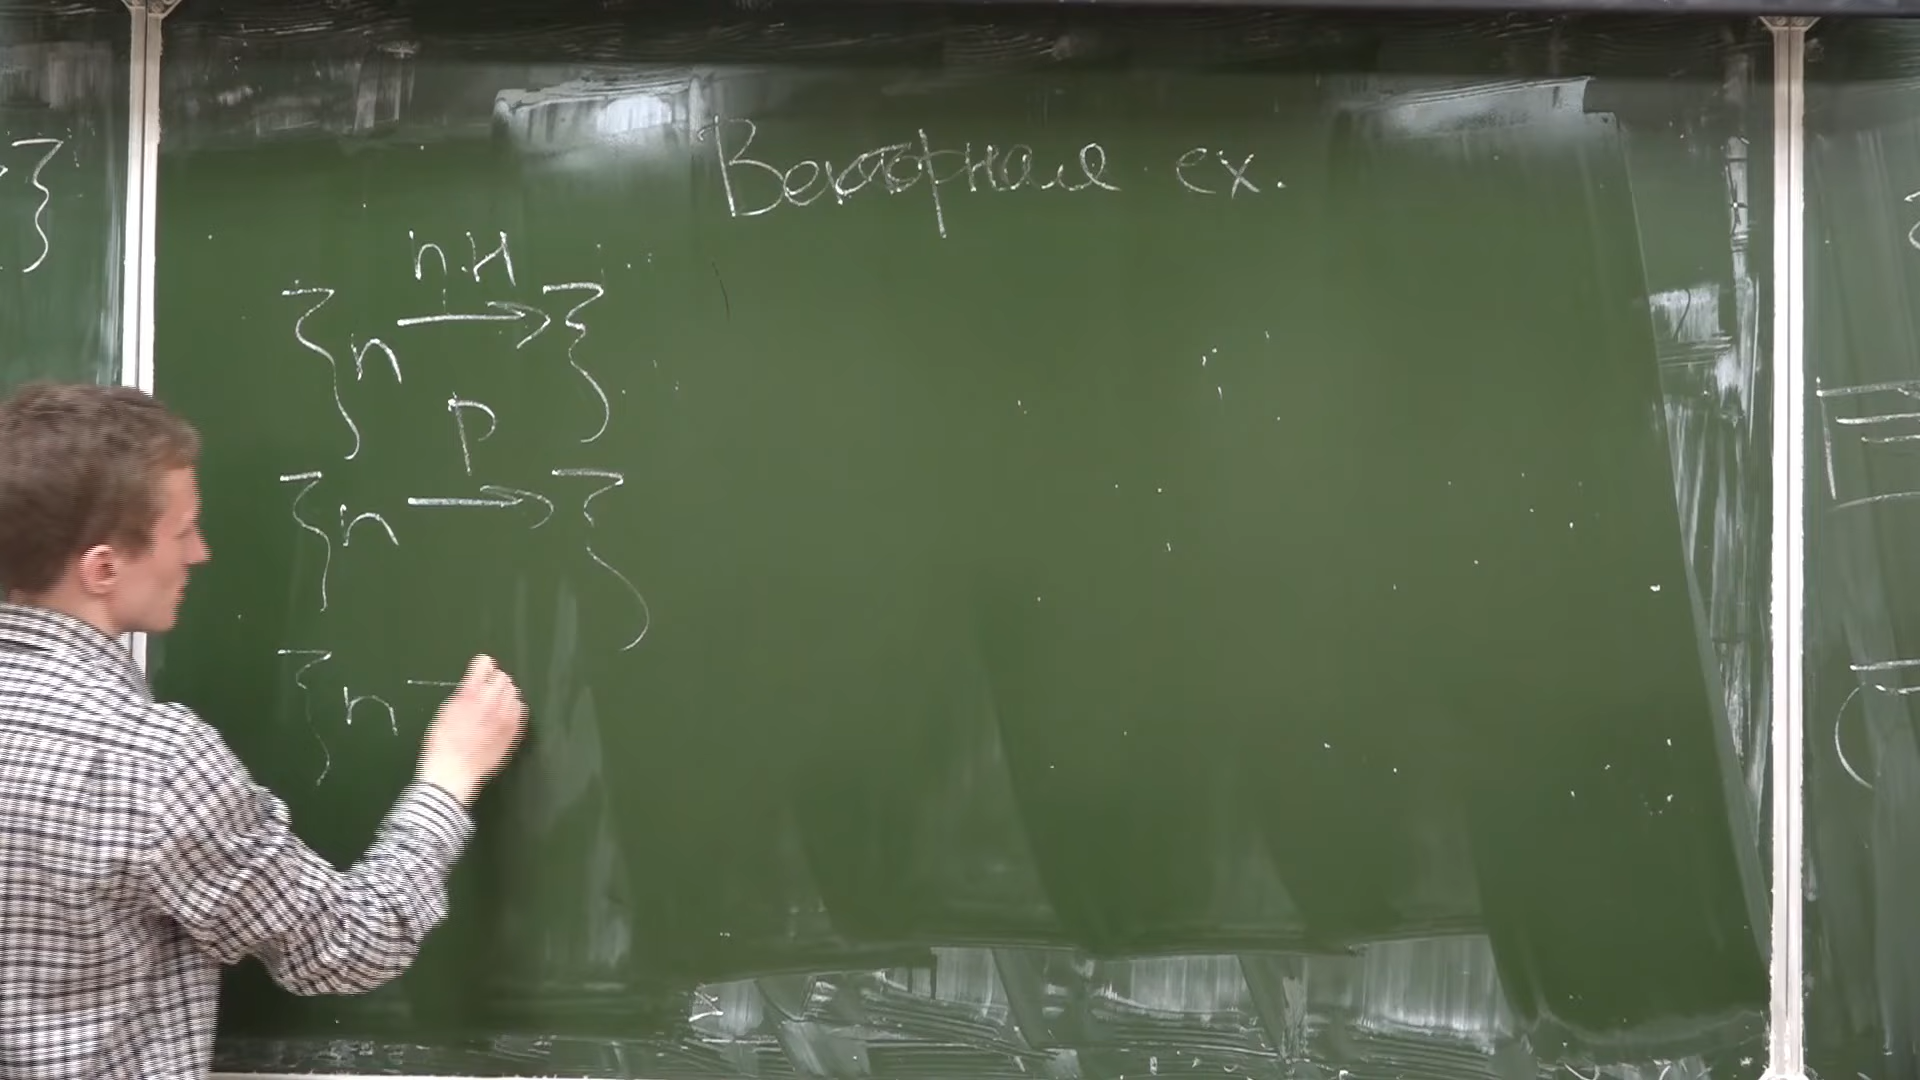 Векторная сх.
п.н
ξₙ ⟶ ξ
P
ξₙ ⟶ ξ
ξₙ —